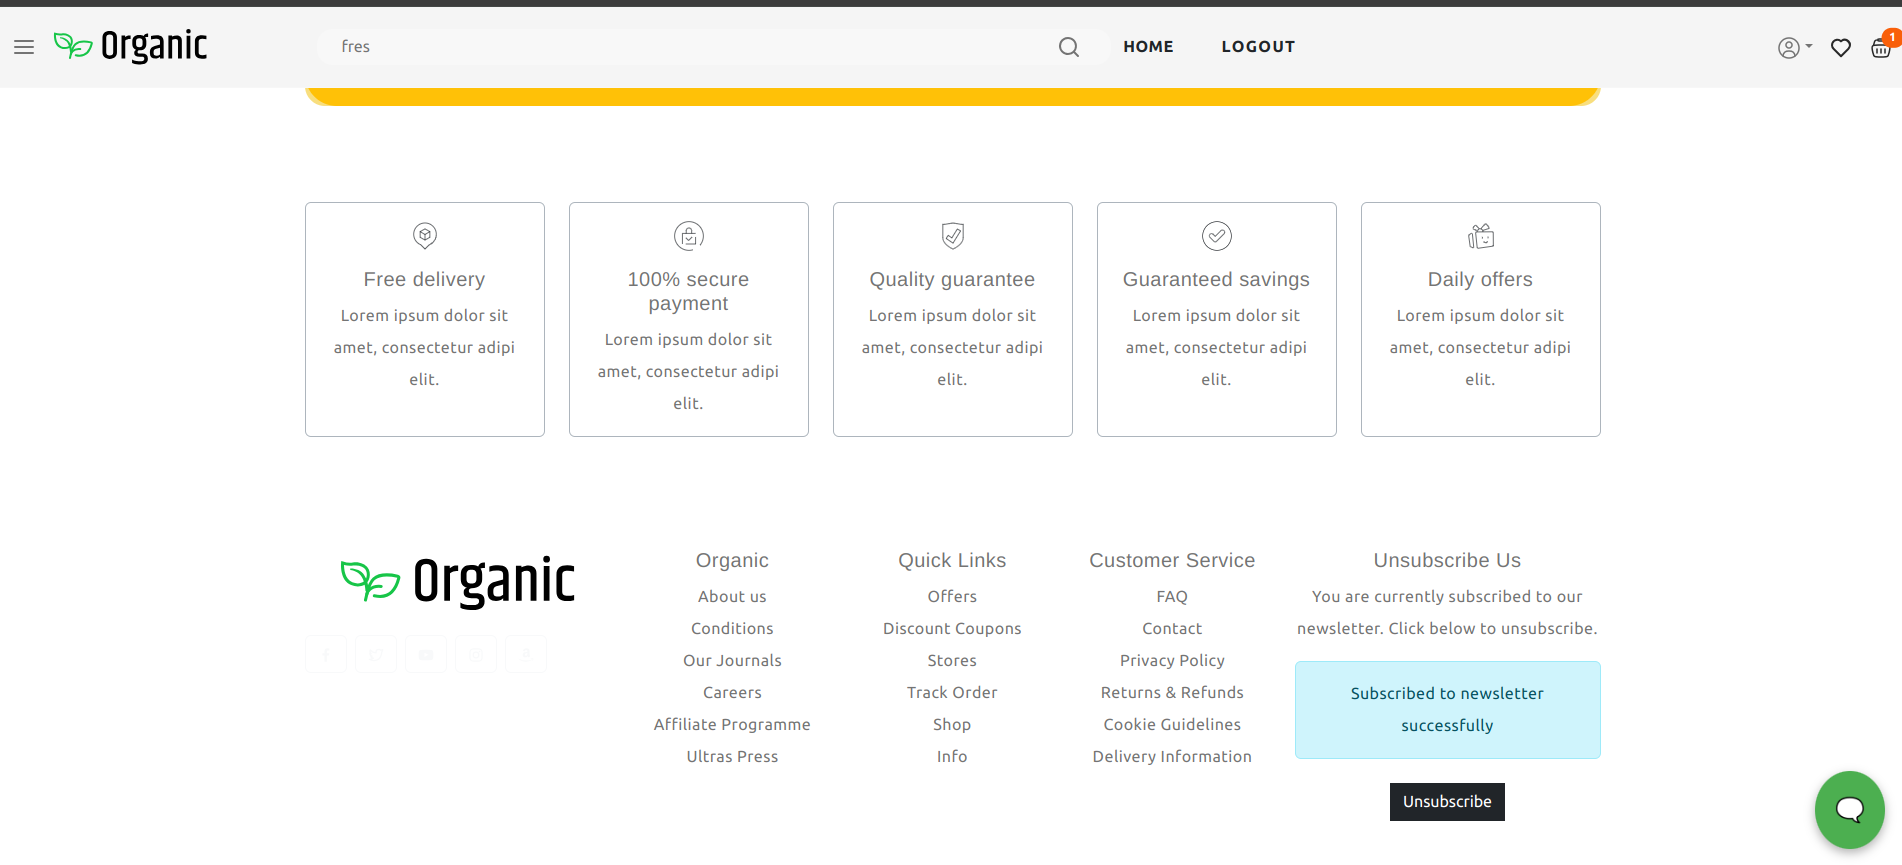 Organic
fres
HOME
LOGOUT
1
Free delivery
Lorem ipsum dolor sit
amet, consectetur adipi
elit.
100% secure
payment
Lorem ipsum dolor sit
amet, consectetur adipi
elit.
Quality guarantee
Lorem ipsum dolor sit
amet, consectetur adipi
elit.
Guaranteed savings
Lorem ipsum dolor sit
amet, consectetur adipi
elit.
Daily offers
Lorem ipsum dolor sit
amet, consectetur adipi
elit.
Organic
Organic
About us
Conditions
Our Journals
Careers
Affiliate Programme
Ultras Press
Quick Links
Offers
Discount Coupons
Stores
Track Order
Shop
Info
Customer Service
FAQ
Contact
Privacy Policy
Returns & Refunds
Cookie Guidelines
Delivery Information
Unsubscribe Us
You are currently subscribed to our
newsletter. Click below to unsubscribe.
Subscribed to newsletter
successfully
Unsubscribe